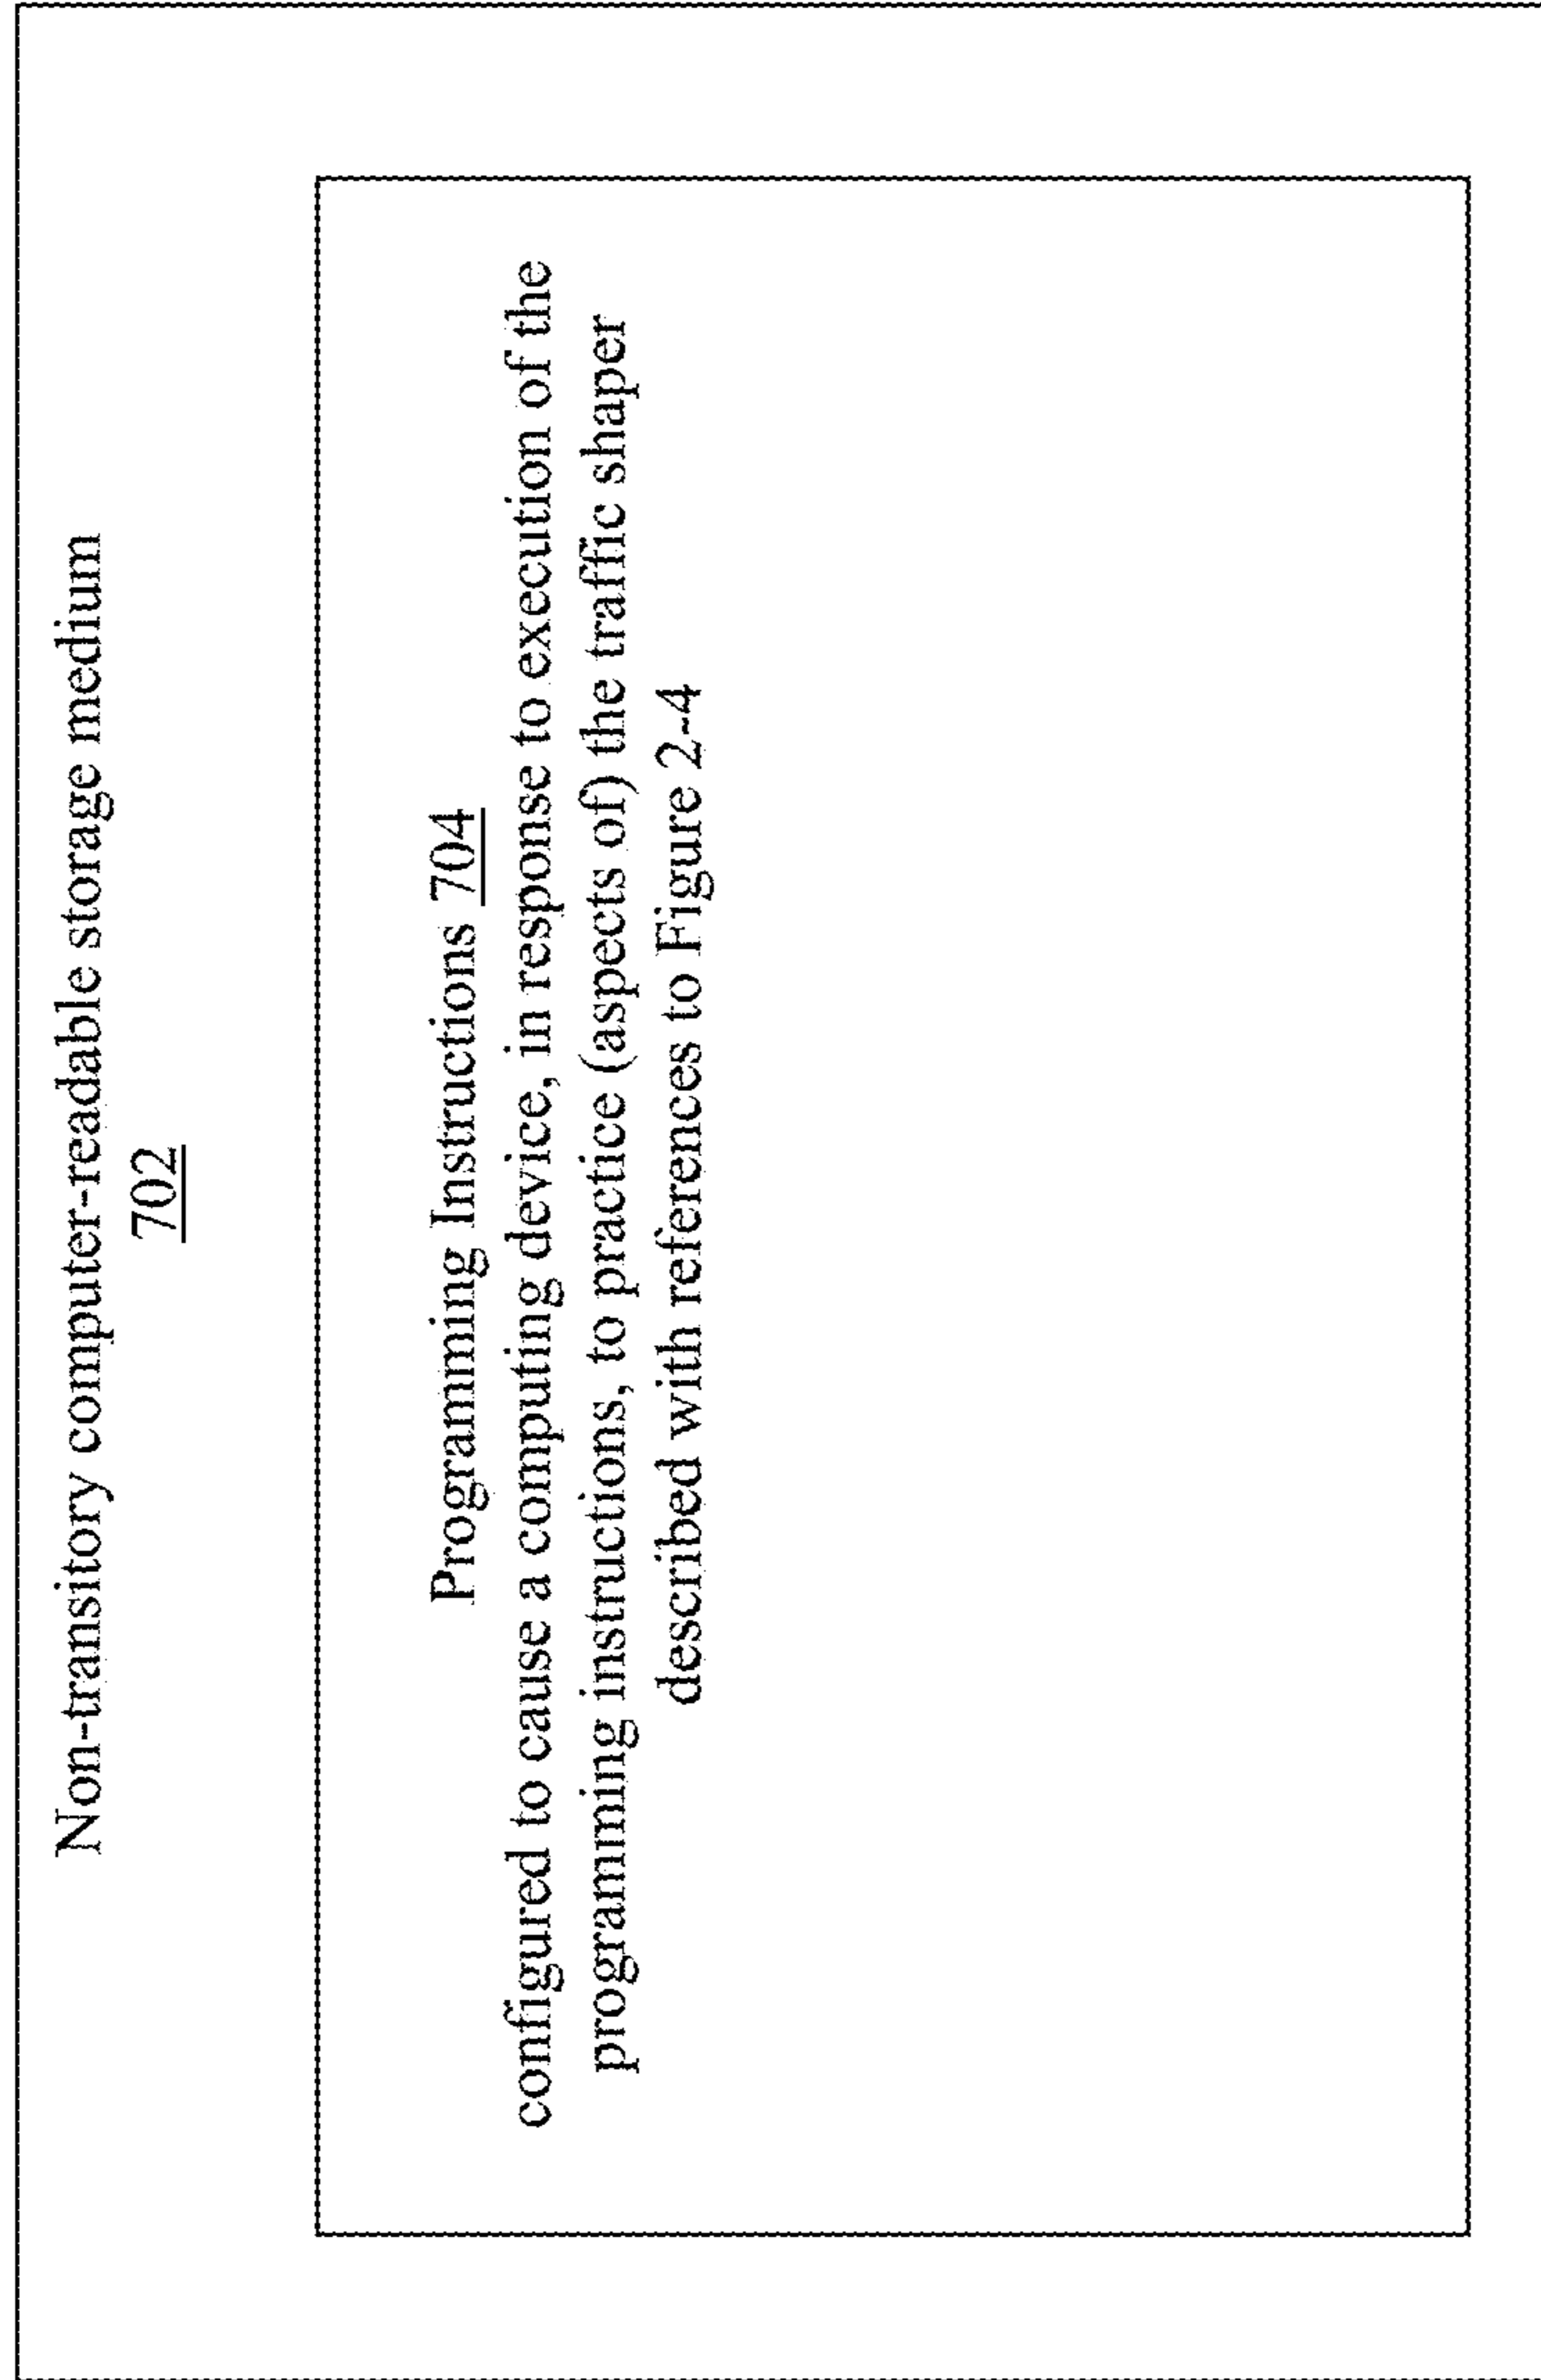 Non-transitory computer-readable storage medium
702
Programming Instructions 704
configured to cause a computing device, in response to execution of the
programming instructions, to practice (aspects of) the traffic shaper
described with references to Figure 2-4